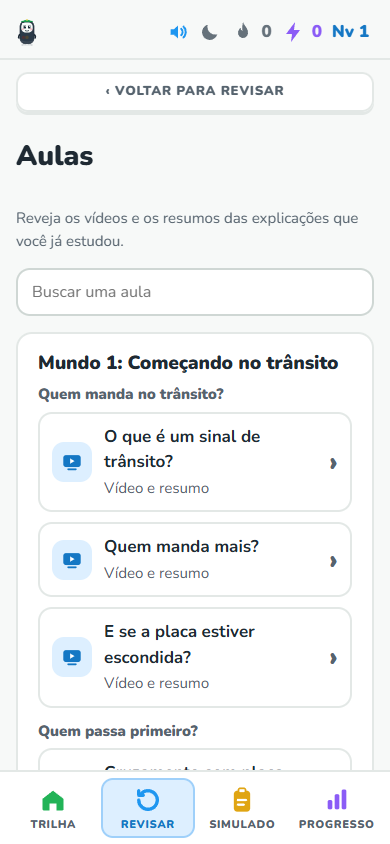 0
0
Nv 1
‹ VOLTAR PARA REVISAR
Aulas
Reveja os vídeos e os resumos das explicações que
você já estudou.
Buscar uma aula
Mundo 1: Começando no trânsito
Quem manda no trânsito?
O que é um sinal de
trânsito?
Vídeo e resumo
Quem manda mais?
Vídeo e resumo
E se a placa estiver
escondida?
Vídeo e resumo
Quem passa primeiro?
TRILHA
REVISAR
SIMULADO
PROGRESSO